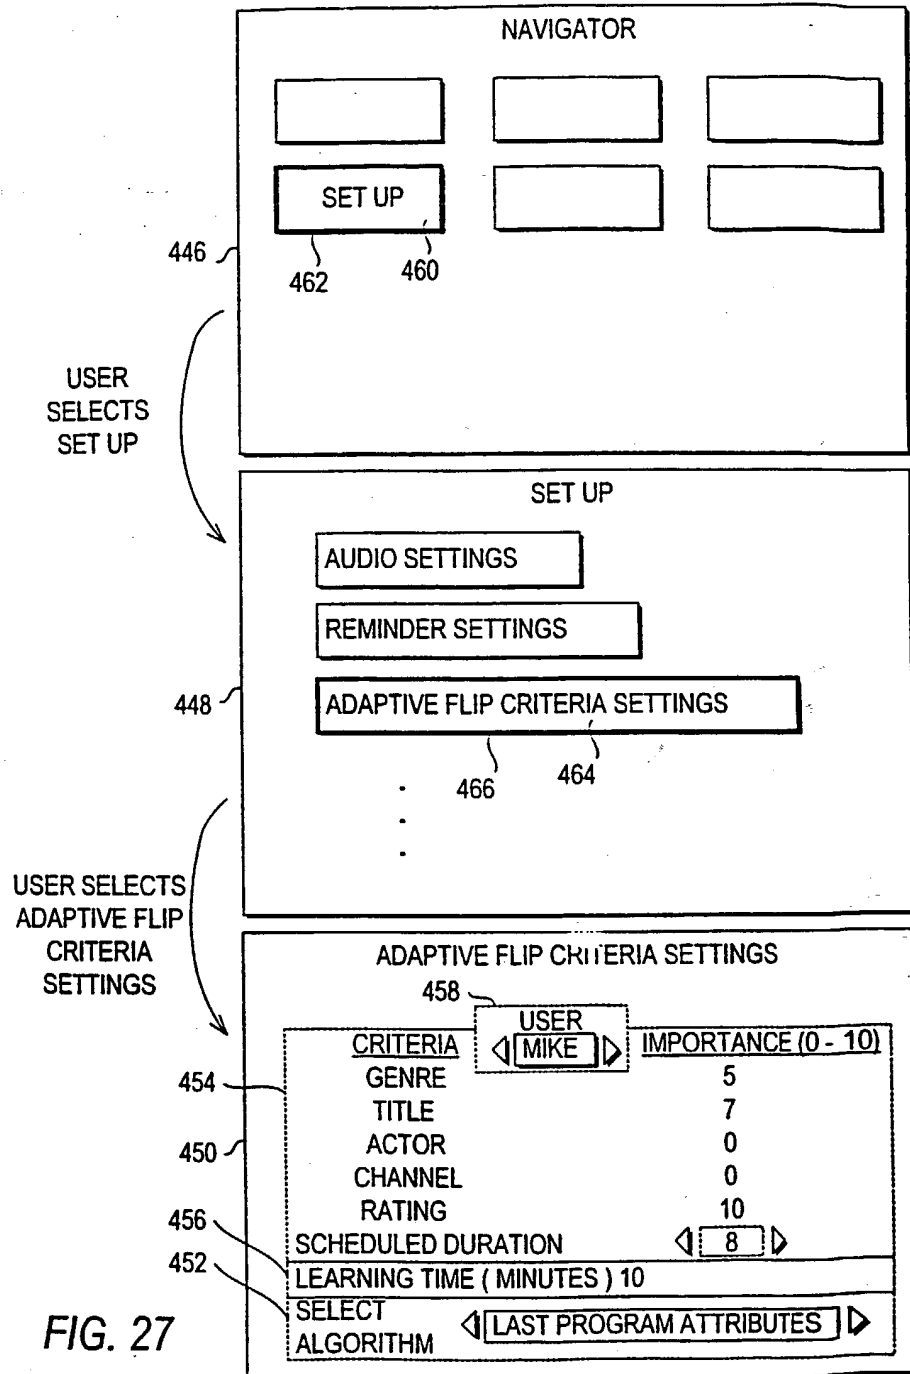 NAVIGATOR
SET UP
446
462
460
USER
SELECTS
SET UP
SET UP
AUDIO SETTINGS
REMINDER SETTINGS
ADAPTIVE FLIP CRITERIA SETTINGS
448
466
464
USER SELECTS
ADAPTIVE FLIP
CRITERIA
SETTINGS
ADAPTIVE FLIP CRITERIA SETTINGS
458
USER
MIKE
CRITERIA IMPORTANCE (0 - 10)
454
GENRE 5
TITLE 7
ACTOR 0
450
CHANNEL 0
RATING 10
456
SCHEDULED DURATION 8
452
LEARNING TIME ( MINUTES ) 10
SELECT
ALGORITHM
LAST PROGRAM ATTRIBUTES
FIG. 27